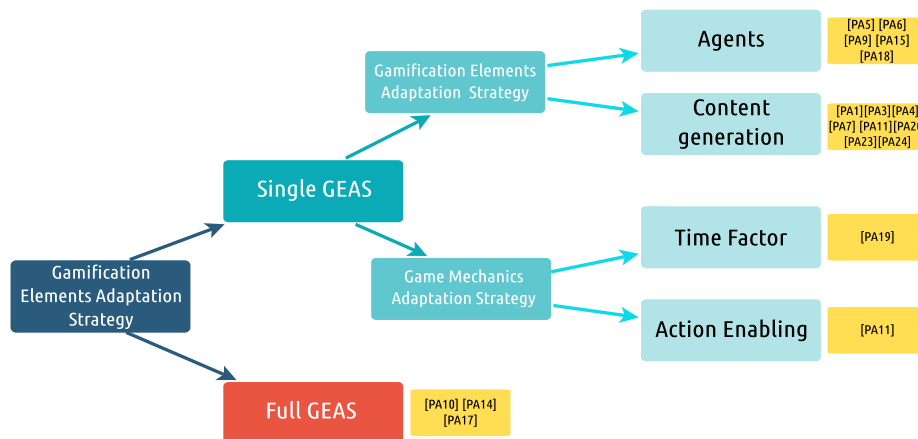 Gamification
Elements Adaptation
Strategy
Single GEAS
Full GEAS
[PA10] [PA14]
[PA17]
Gamification Elements
Adaptation Strategy
Game Mechanics
Adaptation Strategy
Agents
[PA5] [PA6]
[PA9] [PA15]
[PA18]
Content
generation
[PA1][PA3][PA4]
[PA7] [PA11]
[PA23][PA24]
Time Factor
[PA19]
Action Enabling
[PA11]